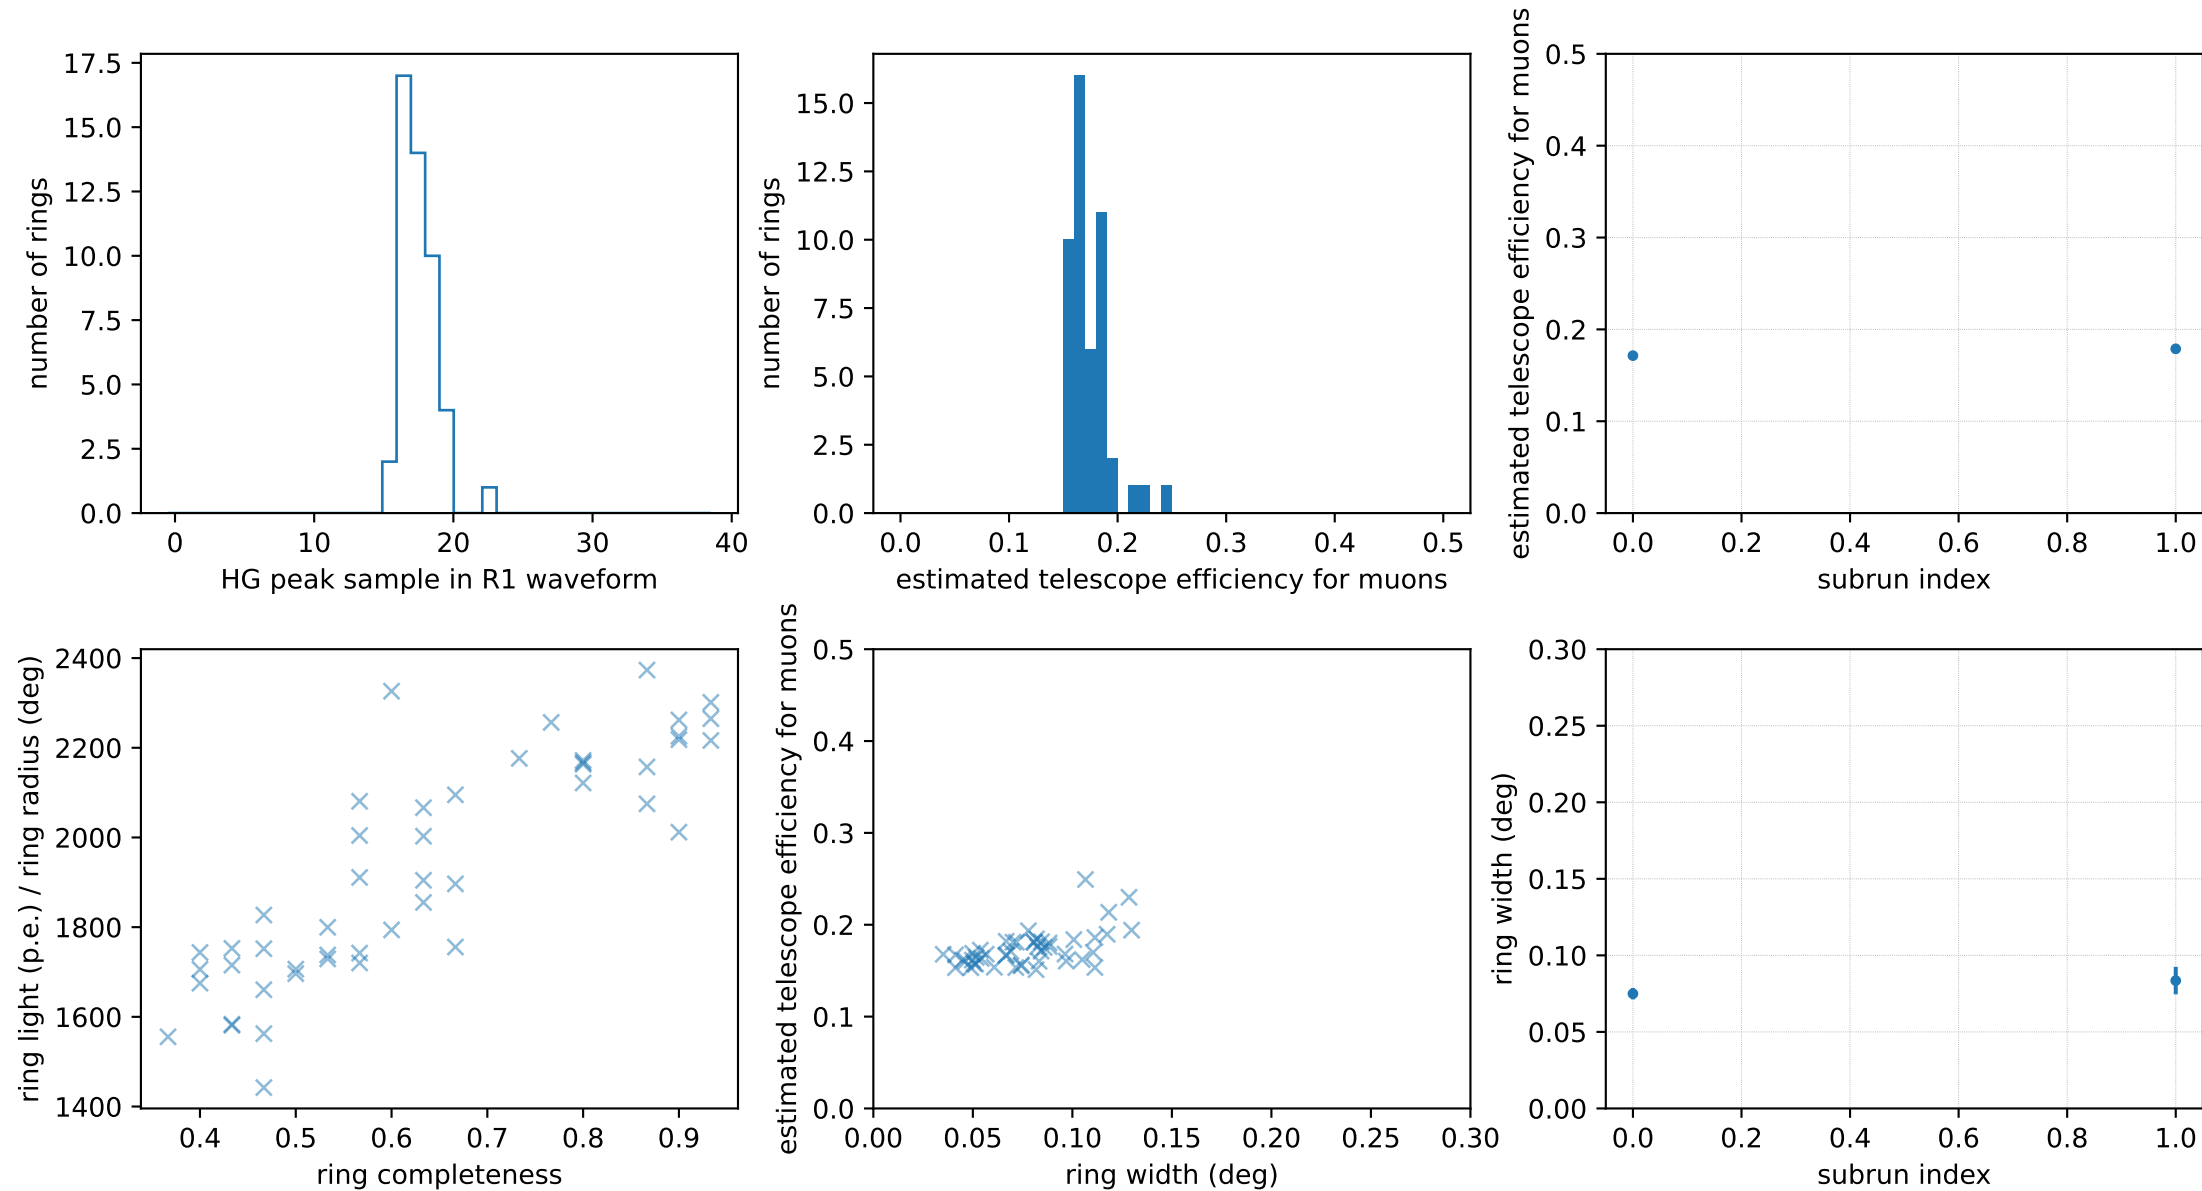 17.5
15.0
12.5
10.0
7.5
5.0
2.5
0.0
number of rings
0 10 20 30 40
HG peak sample in R1 waveform
15.0
12.5
10.0
7.5
5.0
2.5
0.0
number of rings
0.0 0.1 0.2 0.3 0.4 0.5
estimated telescope efficiency for muons
0.5
0.4
0.3
0.2
0.1
0.0
estimated telescope efficiency for muons
0.0 0.2 0.4 0.6 0.8 1.0
subrun index
2400
2200
2000
1800
1600
1400
ring light (p.e.) / ring radius (deg)
0.4 0.5 0.6 0.7 0.8 0.9
ring completeness
0.5
0.4
0.3
0.2
0.1
0.0
estimated telescope efficiency for muons
0.00 0.05 0.10 0.15 0.20 0.25 0.30
ring width (deg)
0.30
0.25
0.20
0.15
0.10
0.05
0.00
ring width (deg)
0.0 0.2 0.4 0.6 0.8 1.0
subrun index